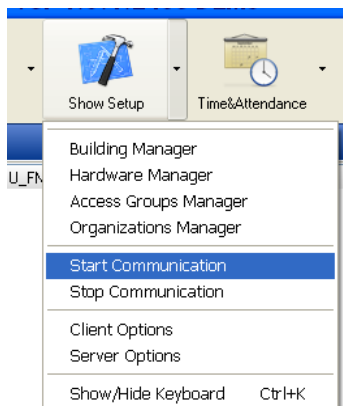 Show Setup
Time&Attendance
Building Manager
U_FN
Hardware Manager
Access Groups Manager
Organizations Manager
Start Communication
Stop Communication
Client Options
Server Options
Show/Hide Keyboard Ctrl+K